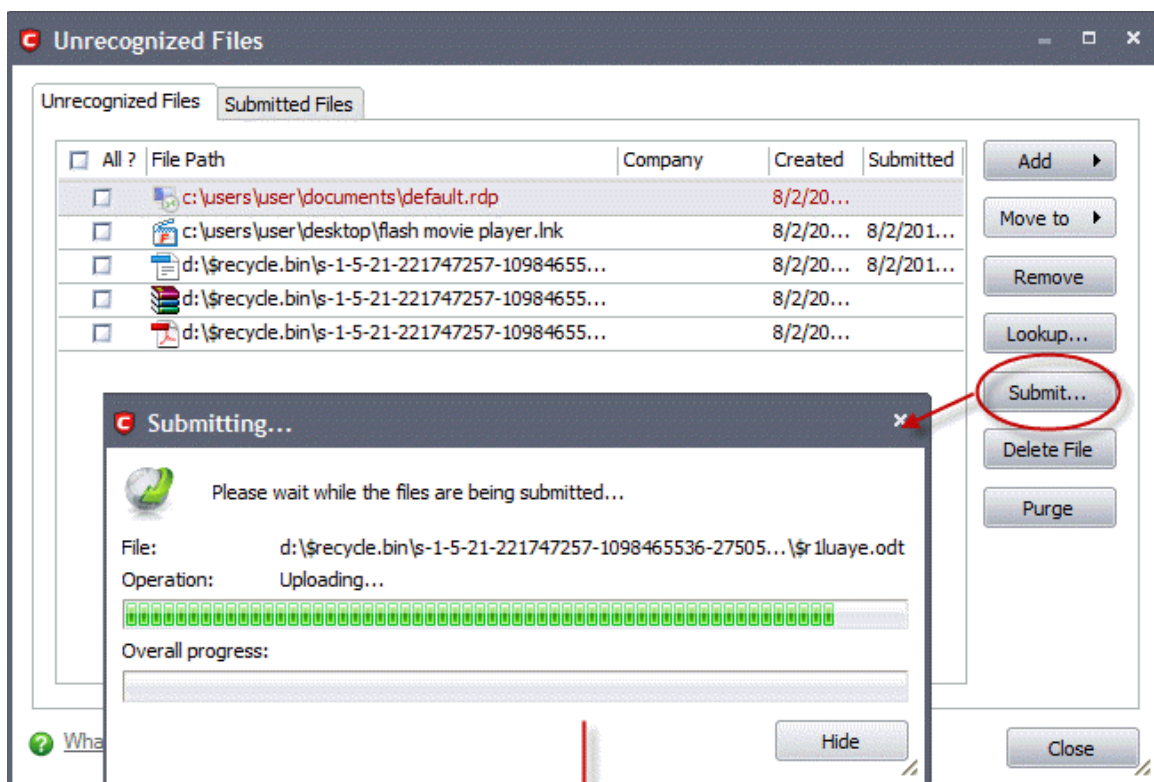 Unrecognized Files
Unrecognized Files Submitted Files
All ? File Path Company Created Submitted
c:\users\user\documents\default.rdp 8/2/20...
c:\users\user\desktop\flash movie player.lnk 8/2/20... 8/2/201...
d:\$recycle.bin\s-1-5-21-221747257-10984655... 8/2/20... 8/2/201...
d:\$recycle.bin\s-1-5-21-221747257-10984655... 8/2/20...
d:\$recycle.bin\s-1-5-21-221747257-10984655... 8/2/20...
Add
Move to
Remove
Lookup...
Submit...
Delete File
Purge
Submitting...
Please wait while the files are being submitted...
File: d:\$recycle.bin\s-1-5-21-221747257-1098465536-27505...\$r1luaye.odt
Operation: Uploading...
Overall progress:
Hide
Wha
Close